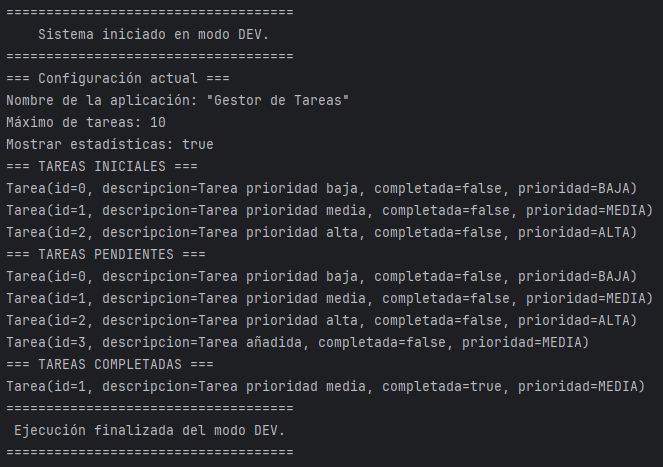 ====================================
    Sistema iniciado en modo DEV.
====================================
=== Configuración actual ===
Nombre de la aplicación: "Gestor de Tareas"
Máximo de tareas: 10
Mostrar estadísticas: true
=== TAREAS INICIALES ===
Tarea(id=0, descripcion=Tarea prioridad baja, completada=false, prioridad=BAJA)
Tarea(id=1, descripcion=Tarea prioridad media, completada=false, prioridad=MEDIA)
Tarea(id=2, descripcion=Tarea prioridad alta, completada=false, prioridad=ALTA)
=== TAREAS PENDIENTES ===
Tarea(id=0, descripcion=Tarea prioridad baja, completada=false, prioridad=BAJA)
Tarea(id=1, descripcion=Tarea prioridad media, completada=false, prioridad=MEDIA)
Tarea(id=2, descripcion=Tarea prioridad alta, completada=false, prioridad=ALTA)
Tarea(id=3, descripcion=Tarea añadida, completada=false, prioridad=MEDIA)
=== TAREAS COMPLETADAS ===
Tarea(id=1, descripcion=Tarea prioridad media, completada=true, prioridad=MEDIA)
====================================
 Ejecución finalizada del modo DEV.
====================================